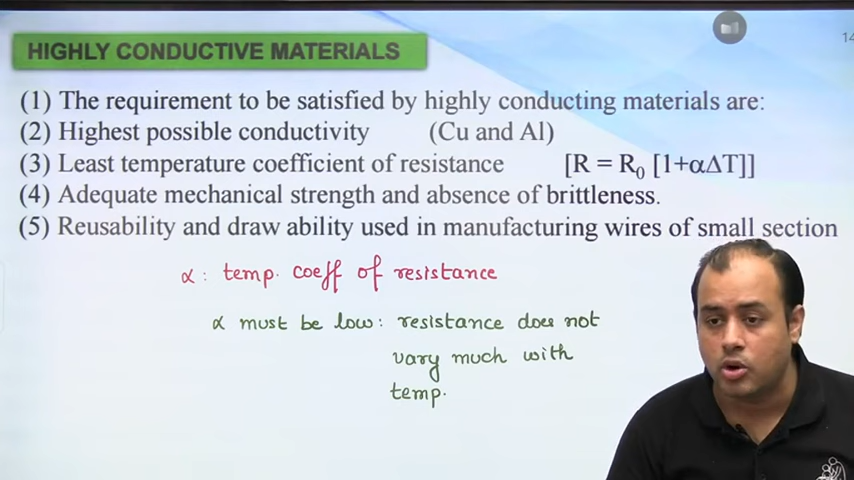 14
HIGHLY CONDUCTIVE MATERIALS
(1) The requirement to be satisfied by highly conducting materials are:
(2) Highest possible conductivity (Cu and Al)
(3) Least temperature coefficient of resistance [R = R₀ [1+αΔT]]
(4) Adequate mechanical strength and absence of brittleness.
(5) Reusability and draw ability used in manufacturing wires of small section
α : temp. coeff of resistance
α must be low: resistance does not
vary much with
temp.